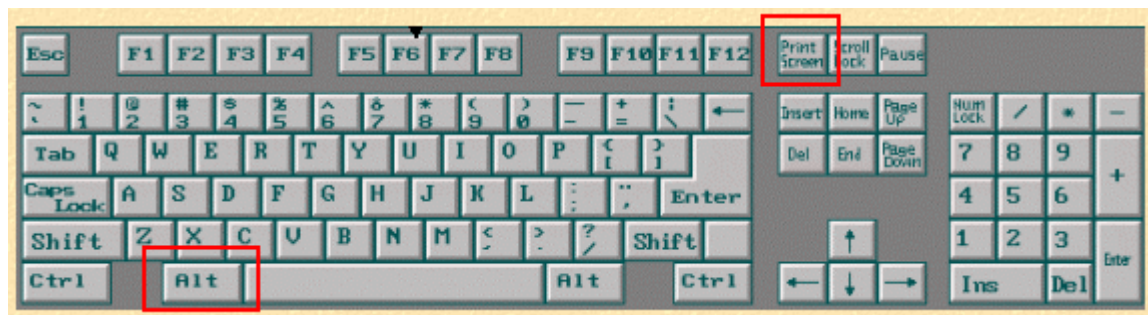 Esc F1 F2 F3 F4 F5 F6 F7 F8 F9 F10 F11 F12 Print Screen Scroll Lock Pause
~ ` ! 1 @ 2 # 3 $ 4 % 5 ^ 6 & 7 * 8 ( 9 ) 0 — - + = ¦ \ ← Insert Home Page Up Num Lock / * —
Tab Q W E R T Y U I O P { [ } ] Del End Page Down 7 8 9 +
Caps Lock A S D F G H J K L : ; " , Enter 4 5 6
Shift Z X C V B N M < , > . ? / Shift ↑ 1 2 3 Enter
Ctrl Alt Alt Ctrl ← ↓ → Ins Del